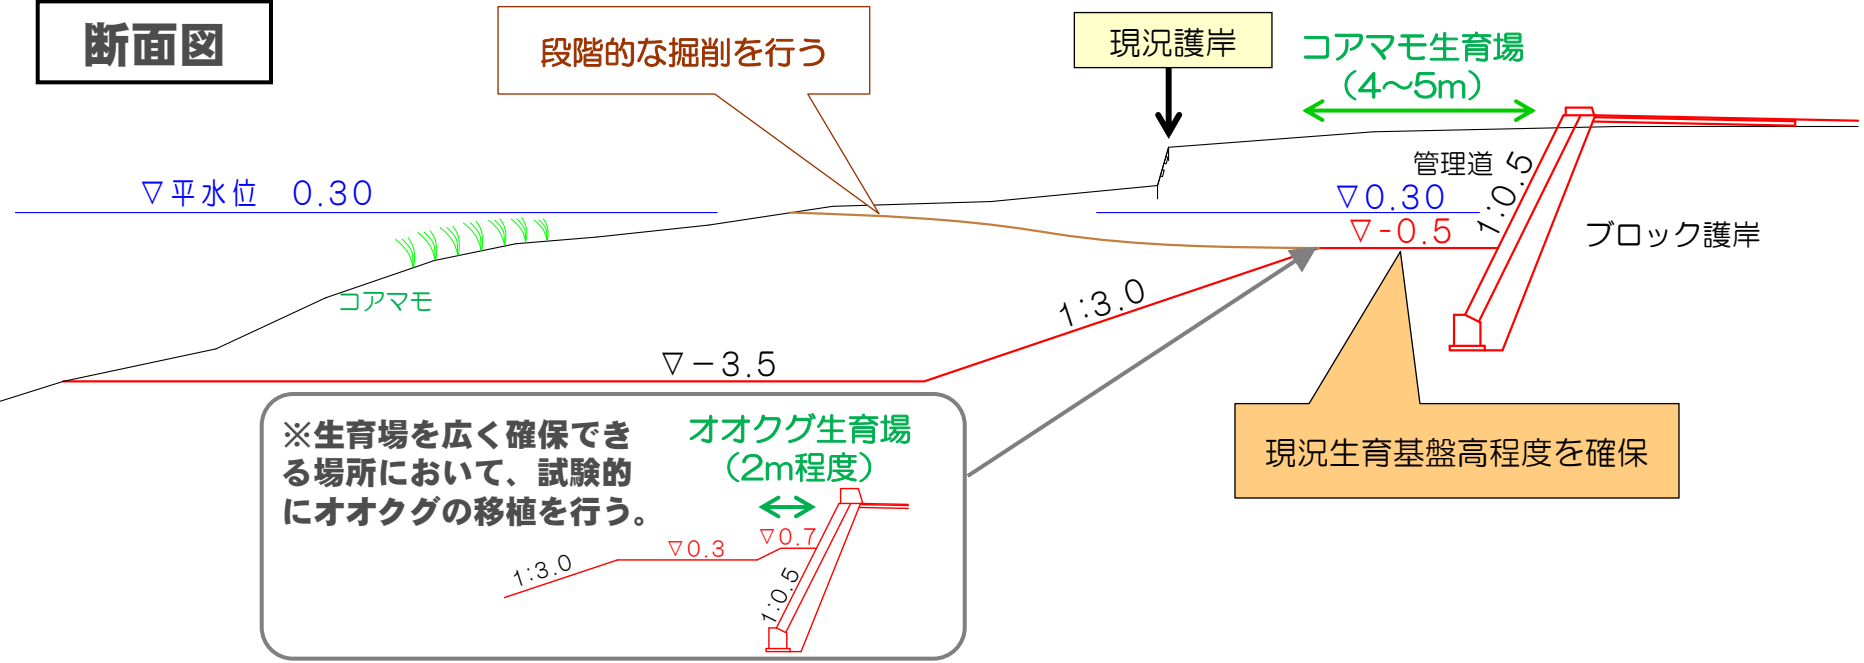 断面図
段階的な掘削を行う
現況護岸
コアマモ生育場
(4～5m)
▽平水位 0.30
管理道
1:0.5
▽0.30
▽-0.5
ブロック護岸
コアマモ
1:3.0
▽－3.5
現況生育基盤高程度を確保
※生育場を広く確保でき
る場所において、試験的
にオオクグの移植を行う。
オオクグ生育場
(2m程度)
▽0.7
▽0.3
1:3.0
1:0.5